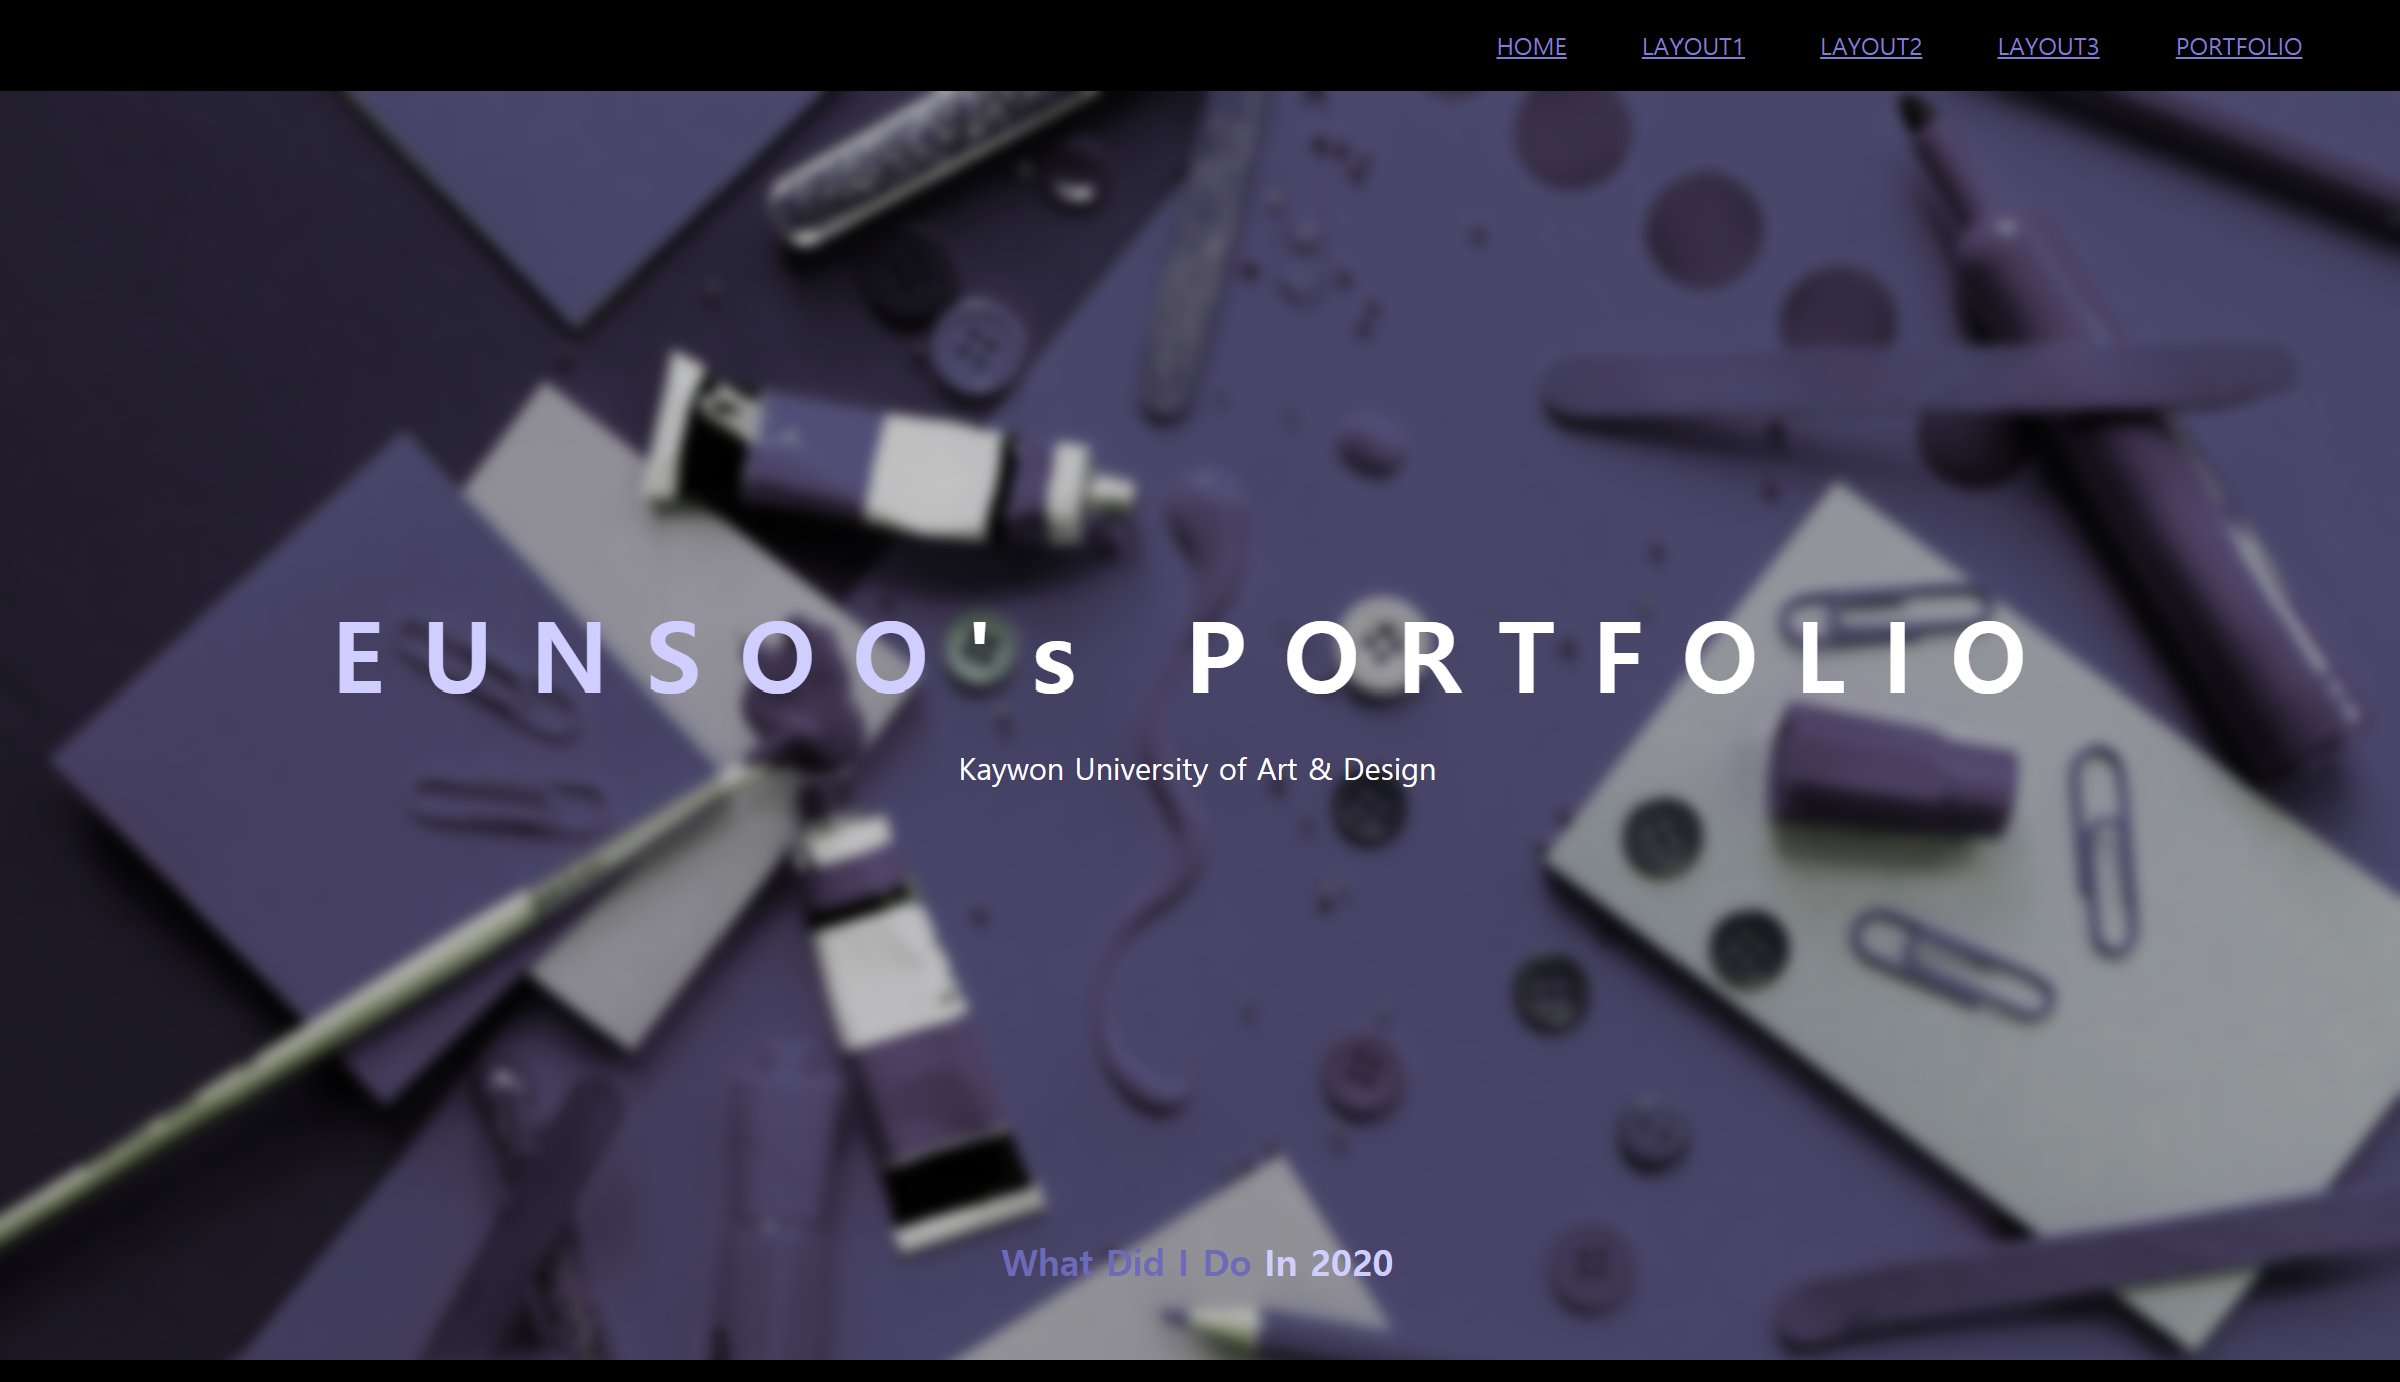 HOME LAYOUT1 LAYOUT2 LAYOUT3 PORTFOLIO
EUNSOO's PORTFOLIO
Kaywon University of Art & Design
What Did I Do In 2020